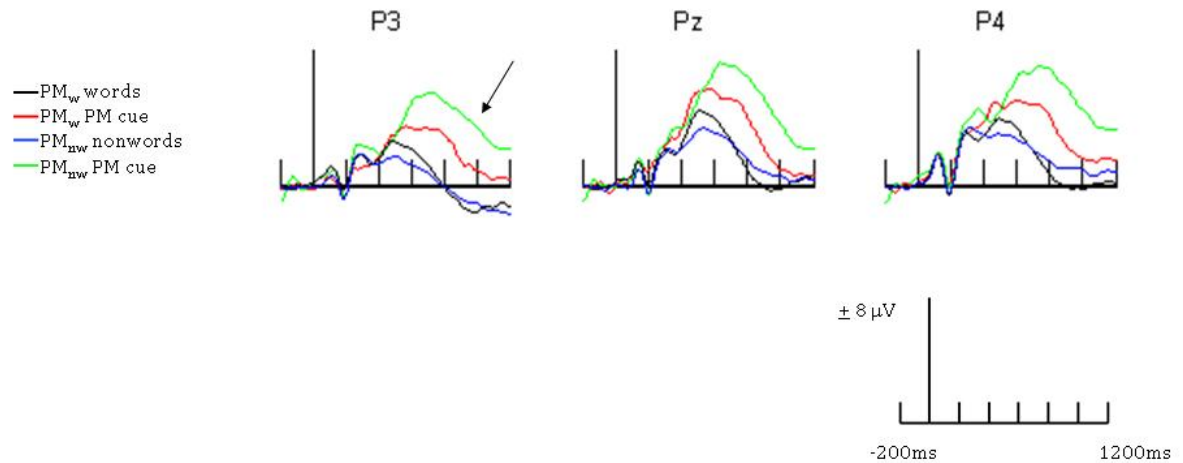 P3 Pz P4
PMw words
PMw PM cue
PMnw nonwords
PMnw PM cue
± 8 µV
-200ms 1200ms